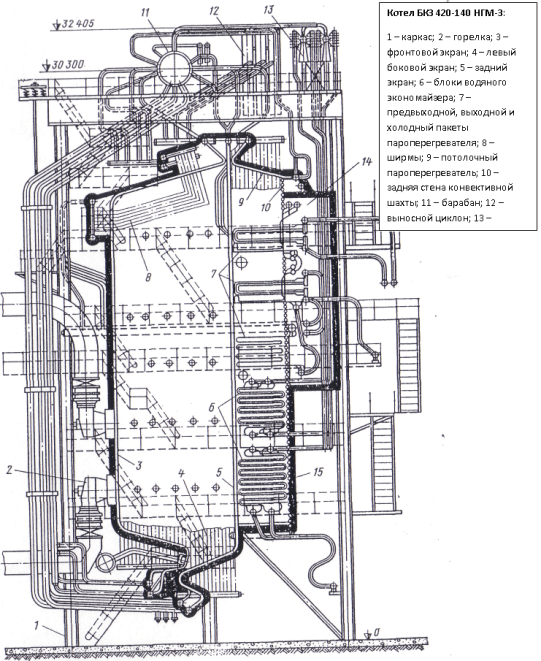 Котел БКЗ 420-140 НГМ-3:
1 – каркас; 2 – горелка; 3 –
фронтовой экран; 4 – левый
боковой экран; 5 – задний
экран; 6 – блоки водяного
экономайзера; 7 –
предвыходной, выходной и
холодный пакеты
пароперегревателя; 8 –
ширмы; 9 – потолочный
пароперегреватель; 10 –
задняя стена конвективной
шахты; 11 – барабан; 12 –
выносной циклон; 13 –
32 405
11
12
13
30 300
14
9
10
8
7
6
2
3
4
5
15
1
0